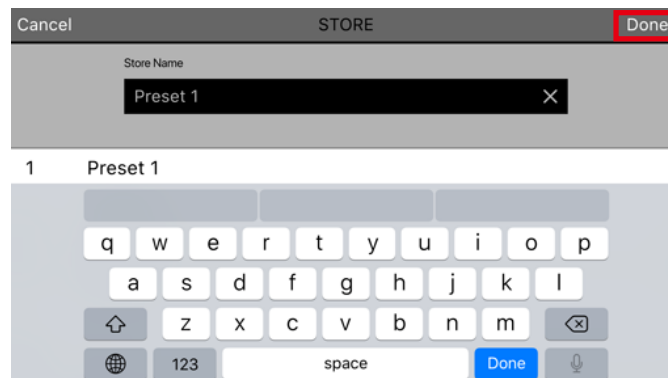 Cancel STORE Done
Store Name
Preset 1
1 Preset 1
q w e r t y u i o p
a s d f g h j k l
z x c v b n m
123 space Done